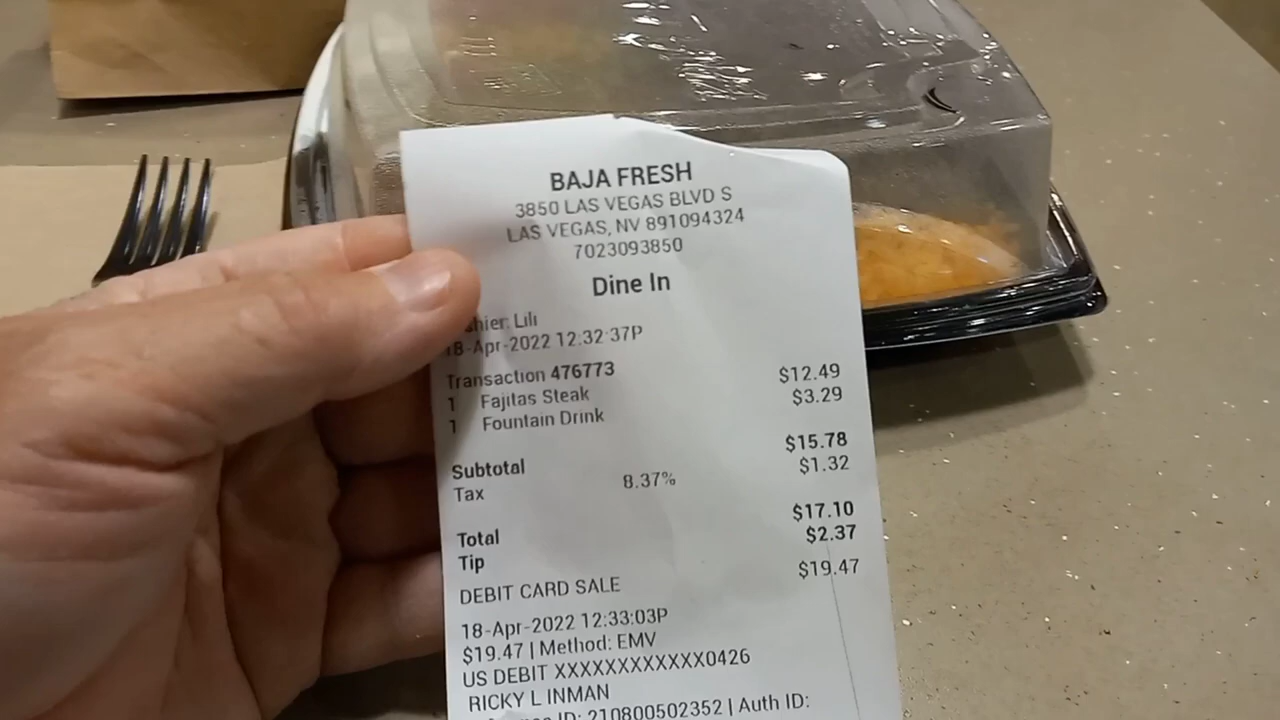 BAJA FRESH
3850 LAS VEGAS BLVD S
LAS VEGAS, NV 891094324
7023093850
Dine In
hier: Lili
18-Apr-2022 12:32:37P
Transaction 476773
1 Fajitas Steak $12.49
1 Fountain Drink $3.29
Subtotal $15.78
Tax 8.37% $1.32
Total $17.10
Tip $2.37
DEBIT CARD SALE $19.47
18-Apr-2022 12:33:03P
$19.47 | Method: EMV
US DEBIT XXXXXXXXXXXX0426
RICKY L INMAN
ID: 210800502352 | Auth ID: